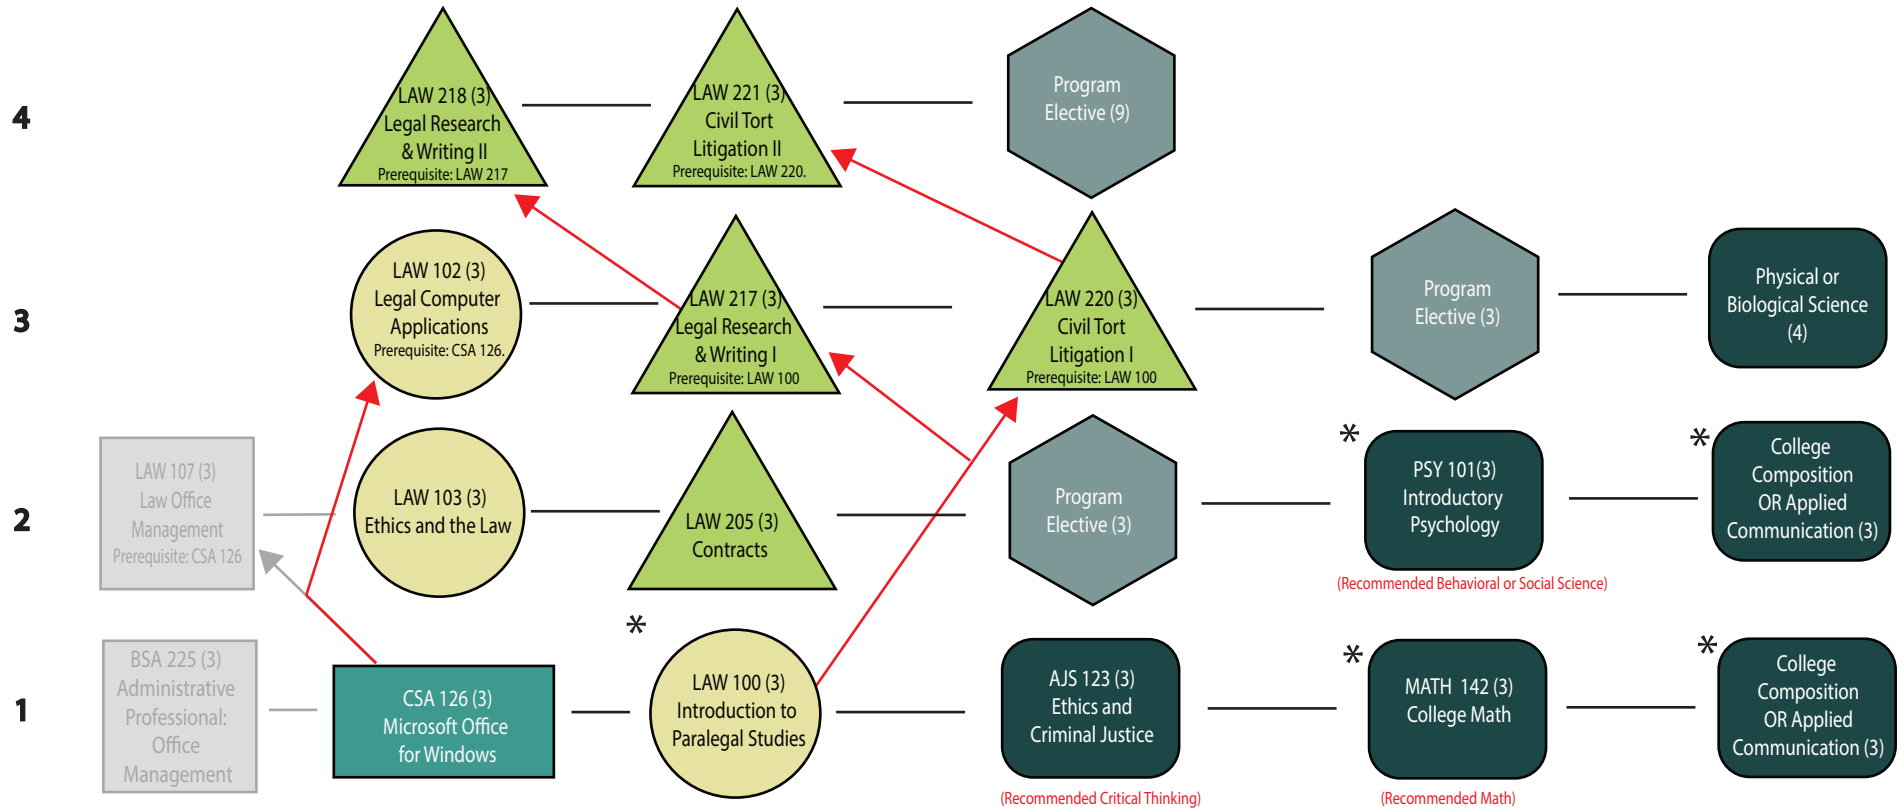 4
LAW 218 (3)
Legal Research
& Writing II
Prerequisite: LAW 217
LAW 221 (3)
Civil Tort
Litigation II
Prerequisite: LAW 220.
Program
Elective (9)
3
LAW 102 (3)
Legal Computer
Applications
Prerequisite: CSA 126.
LAW 217 (3)
Legal Research
& Writing I
Prerequisite: LAW 100
LAW 220 (3)
Civil Tort
Litigation I
Prerequisite: LAW 100
Program
Elective (3)
Physical or
Biological Science
(4)
2
LAW 107 (3)
Law Office
Management
Prerequisite: CSA 126
LAW 103 (3)
Ethics and the Law
LAW 205 (3)
Contracts
Program
Elective (3)
*
PSY 101(3)
Introductory
Psychology
(Recommended Behavioral or Social Science)
*
College
Composition
OR Applied
Communication (3)
1
BSA 225 (3)
Administrative
Professional:
Office
Management
CSA 126 (3)
Microsoft Office
for Windows
*
LAW 100 (3)
Introduction to
Paralegal Studies
AJS 123 (3)
Ethics and
Criminal Justice
(Recommended Critical Thinking)
*
MATH 142 (3)
College Math
(Recommended Math)
*
College
Composition
OR Applied
Communication (3)